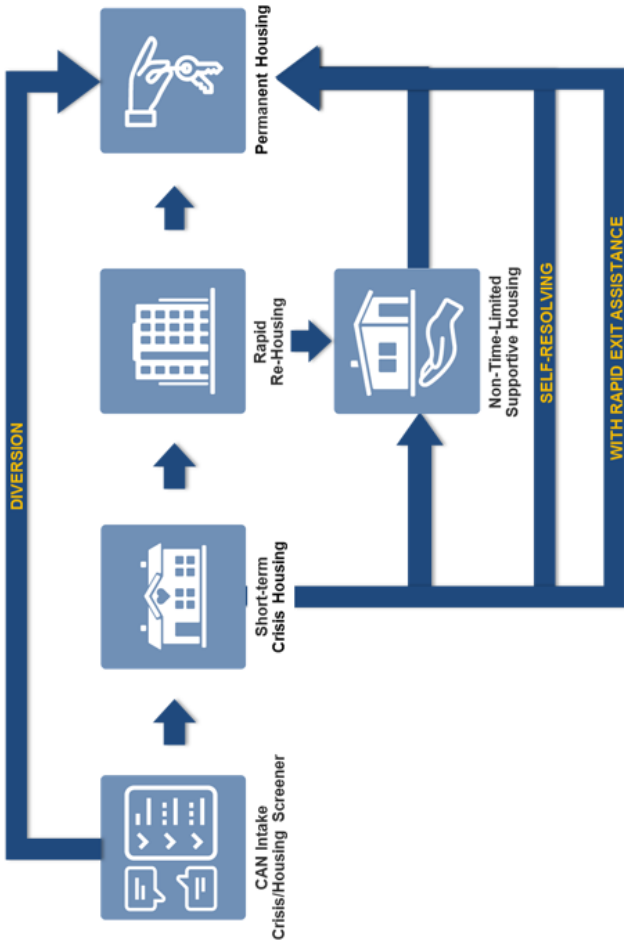 DIVERSION
CAN Intake
Crisis/Housing Screener
Short-term
Crisis Housing
Rapid
Re-Housing
Permanent Housing
Non-Time-Limited
Supportive Housing
SELF-RESOLVING
WITH RAPID EXIT ASSISTANCE